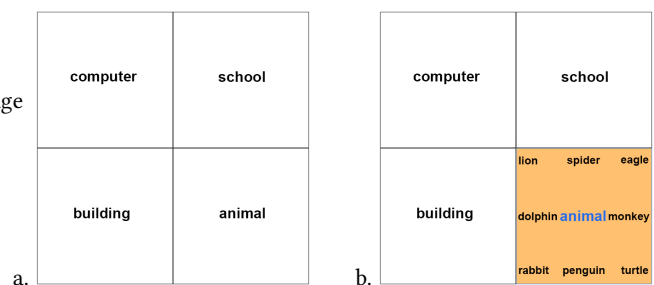 computer school
ge
building animal
a.
computer school
building
lion spider eagle
dolphin animal monkey
rabbit penguin turtle
b.